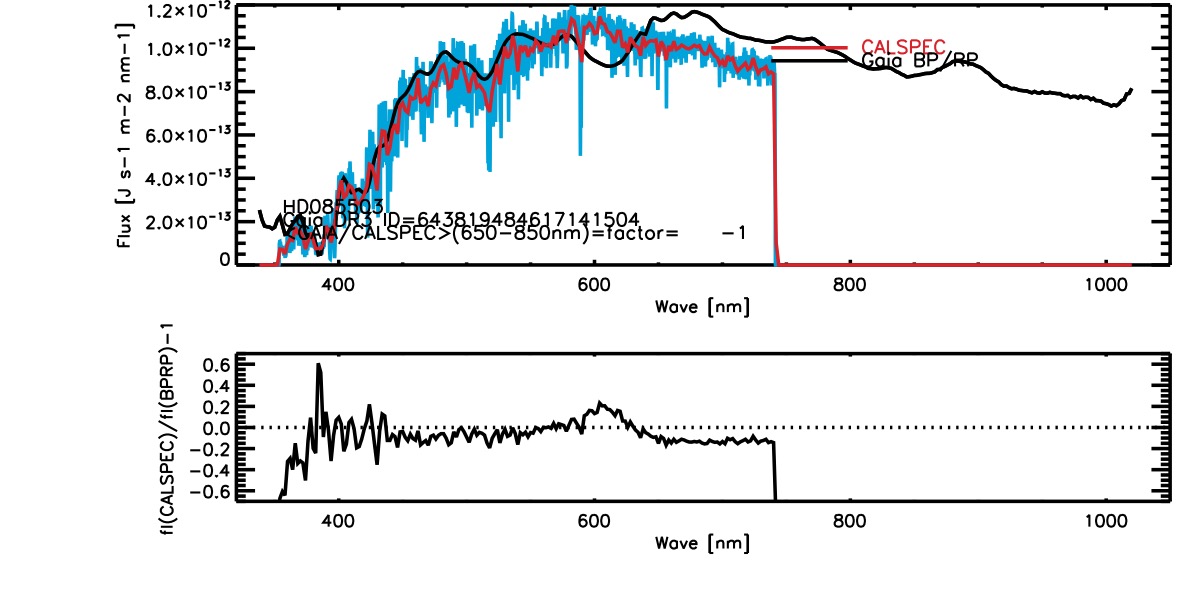 Flux [J s-1 m-2 nm-1]
1.2×10-12
1.0×10-12
8.0×10-13
6.0×10-13
4.0×10-13
2.0×10-13
0
CALSPEC
Gaia BP/RP
HD085503
Gaia DR3 ID=643819484617141504
<GAIA/CALSPEC>(650-850nm)=factor= -1
400 600 800 1000
Wave [nm]
fl(CALSPEC)/fl(BPRP)-1
0.6
0.4
0.2
0.0
-0.2
-0.4
-0.6
400 600 800 1000
Wave [nm]